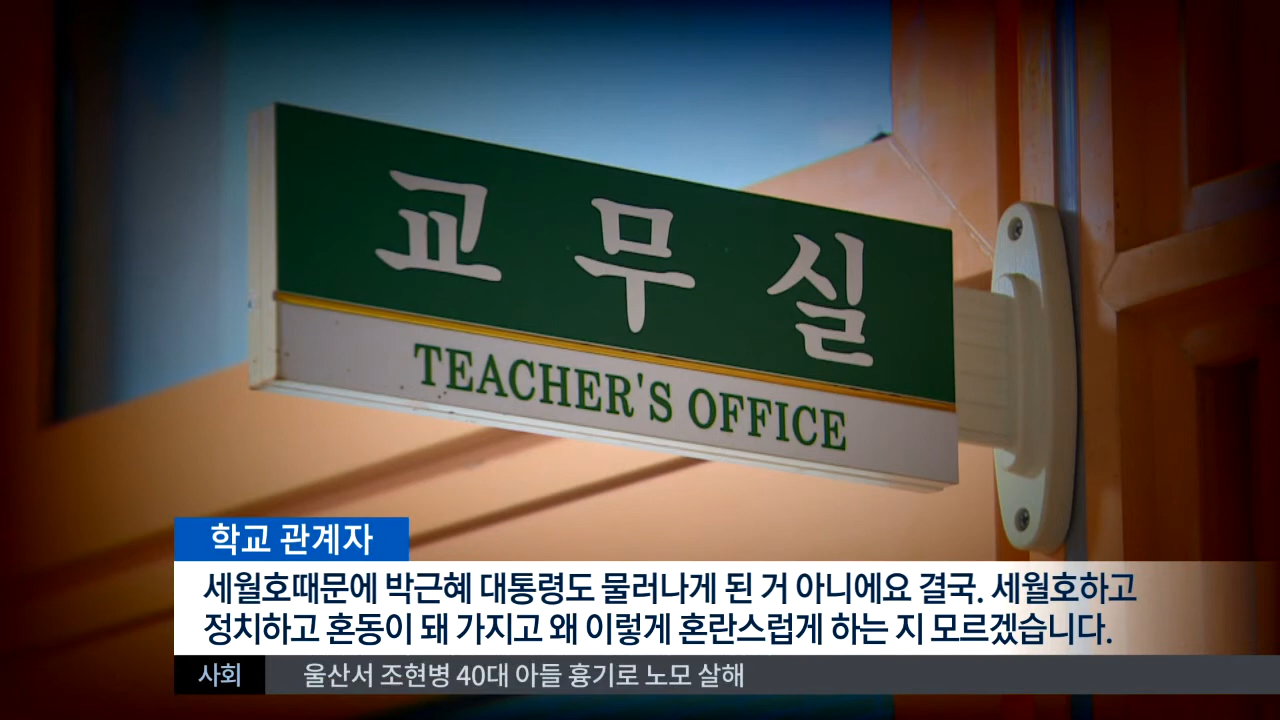 교무실
TEACHER'S OFFICE
학교 관계자
세월호때문에 박근혜 대통령도 물러나게 된 거 아니에요 결국. 세월호하고
정치하고 혼동이 돼 가지고 왜 이렇게 혼란스럽게 하는 지 모르겠습니다.
사회 울산서 조현병 40대 아들 흉기로 노모 살해